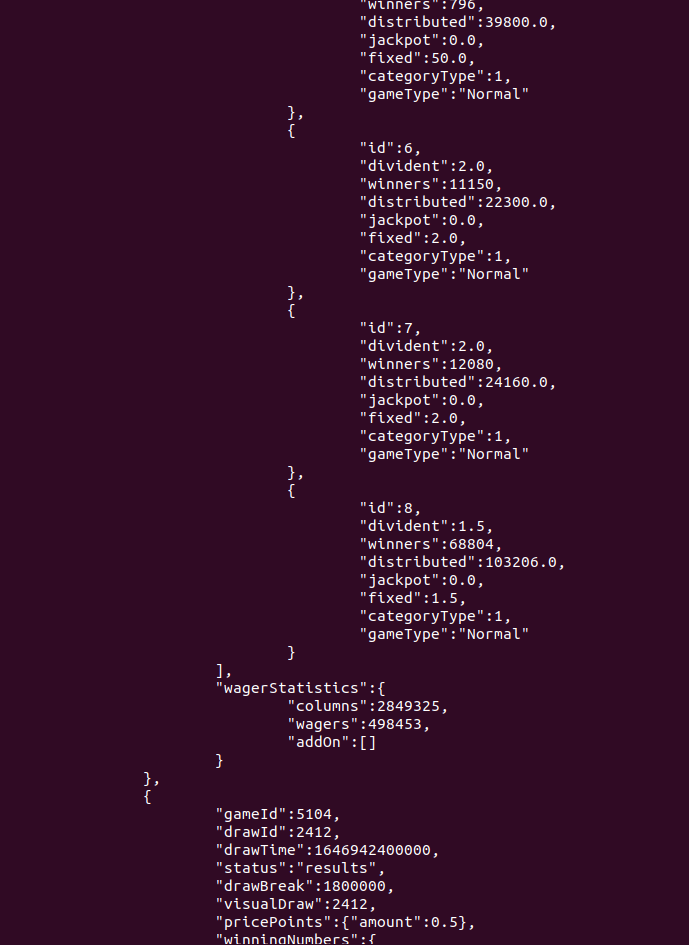 "winners":796,
"distributed":39800.0,
"jackpot":0.0,
"fixed":50.0,
"categoryType":1,
"gameType":"Normal"
},
{
"id":6,
"divident":2.0,
"winners":11150,
"distributed":22300.0,
"jackpot":0.0,
"fixed":2.0,
"categoryType":1,
"gameType":"Normal"
},
{
"id":7,
"divident":2.0,
"winners":12080,
"distributed":24160.0,
"jackpot":0.0,
"fixed":2.0,
"categoryType":1,
"gameType":"Normal"
},
{
"id":8,
"divident":1.5,
"winners":68804,
"distributed":103206.0,
"jackpot":0.0,
"fixed":1.5,
"categoryType":1,
"gameType":"Normal"
}
],
"wagerStatistics":{
"columns":2849325,
"wagers":498453,
"addOn":[]
}
},
{
"gameId":5104,
"drawId":2412,
"drawTime":1646942400000,
"status":"results",
"drawBreak":1800000,
"visualDraw":2412,
"pricePoints":{"amount":0.5},
"winningNumbers":{